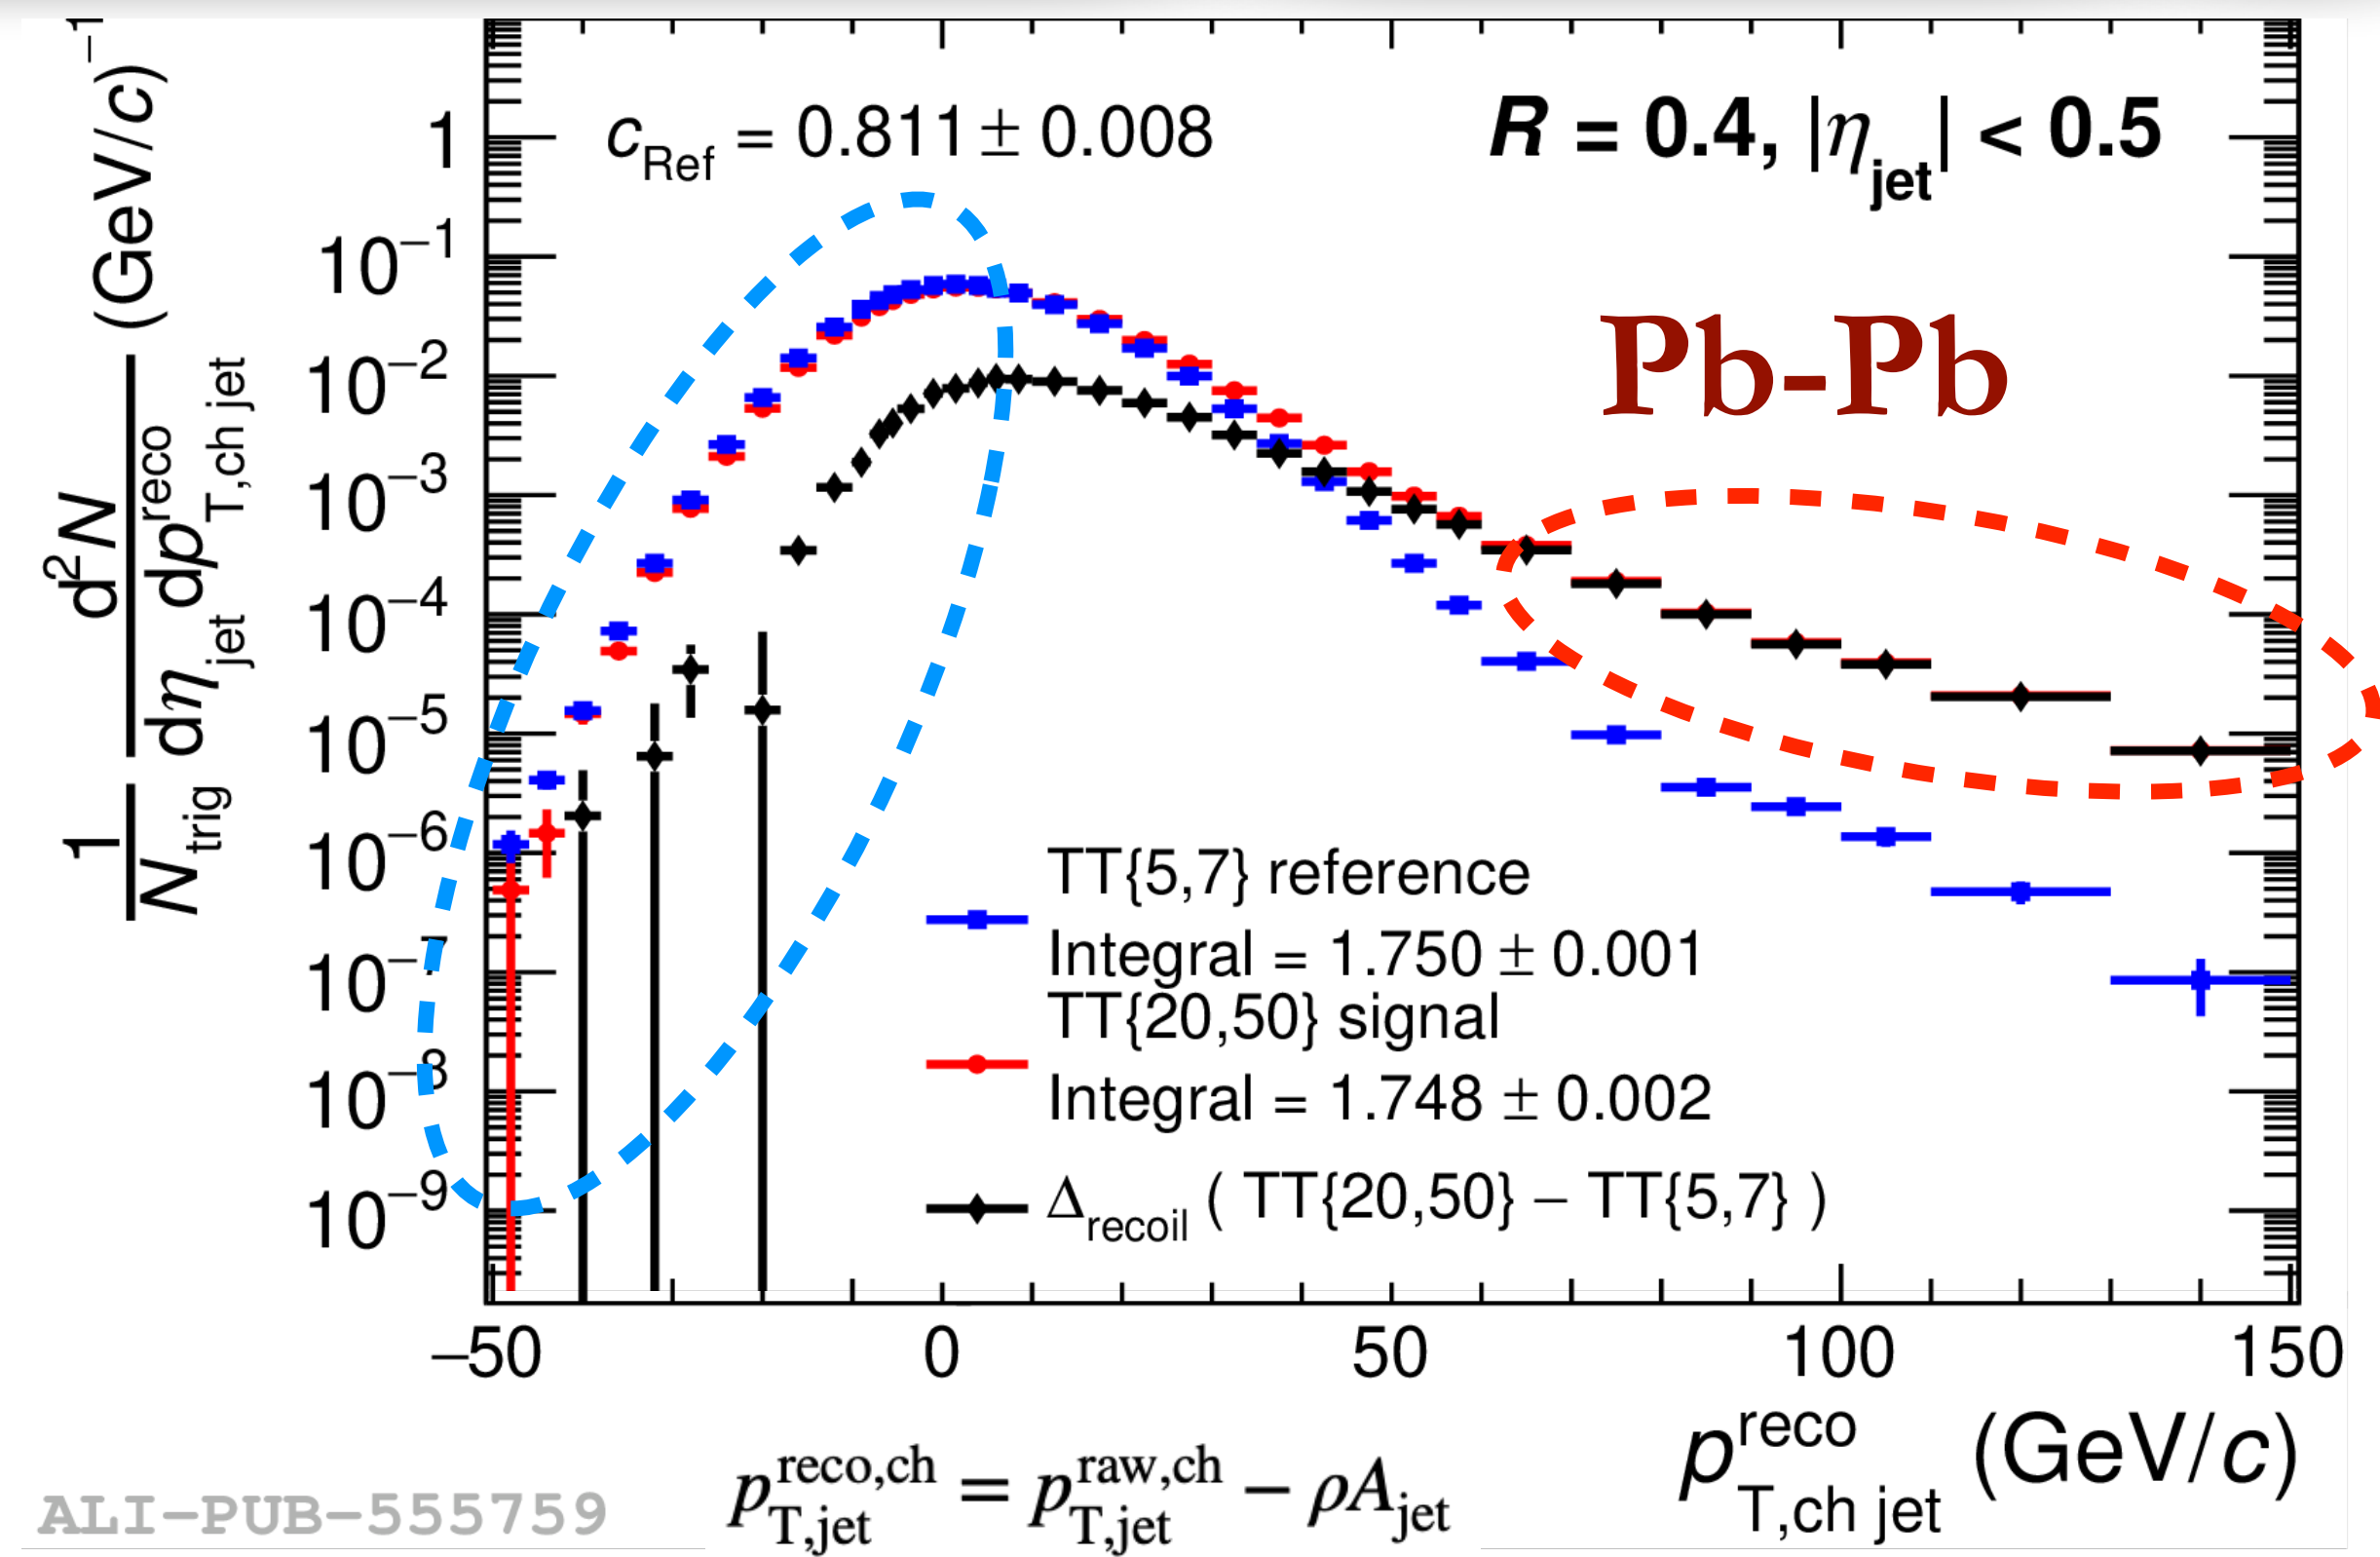 c_Ref = 0.811 ± 0.008
R = 0.4, |η_jet| < 0.5
Pb-Pb
1/N_trig d²N/dη_jet dp^reco_T,ch jet (GeV/c)⁻¹
1
10⁻¹
10⁻²
10⁻³
10⁻⁴
10⁻⁵
10⁻⁶
10⁻⁷
10⁻⁸
10⁻⁹
TT{5,7} reference
Integral = 1.750 ± 0.001
TT{20,50} signal
Integral = 1.748 ± 0.002
Δ_recoil ( TT{20,50} − TT{5,7} )
−50 0 50 100 150
p^reco_T,ch jet (GeV/c)
p^reco,ch_T,jet = p^raw,ch_T,jet − ρA_jet
ALI-PUB-555759